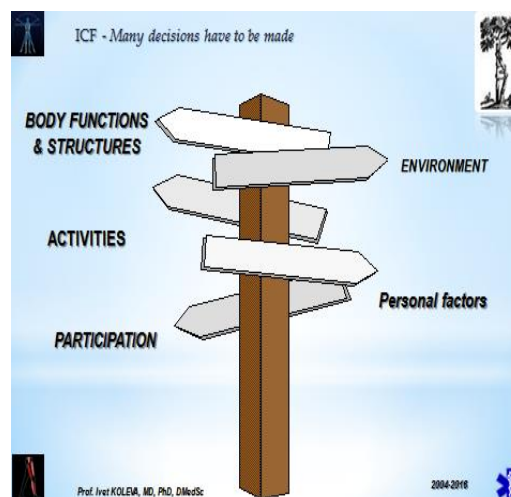 ICF - Many decisions have to be made
BODY FUNCTIONS
& STRUCTURES
ENVIRONMENT
ACTIVITIES
Personal factors
PARTICIPATION
Prof. Ivet KOLEVA, MD, PhD, DMedSc
2004-2016